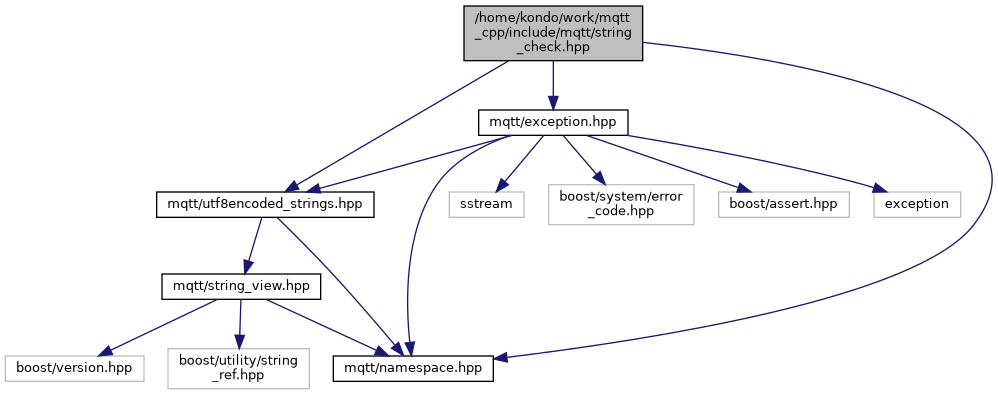 /home/kondo/work/mqtt
_cpp/include/mqtt/string
_check.hpp
mqtt/exception.hpp
mqtt/utf8encoded_strings.hpp
sstream
boost/system/error
_code.hpp
boost/assert.hpp
exception
mqtt/string_view.hpp
boost/version.hpp
boost/utility/string
_ref.hpp
mqtt/namespace.hpp